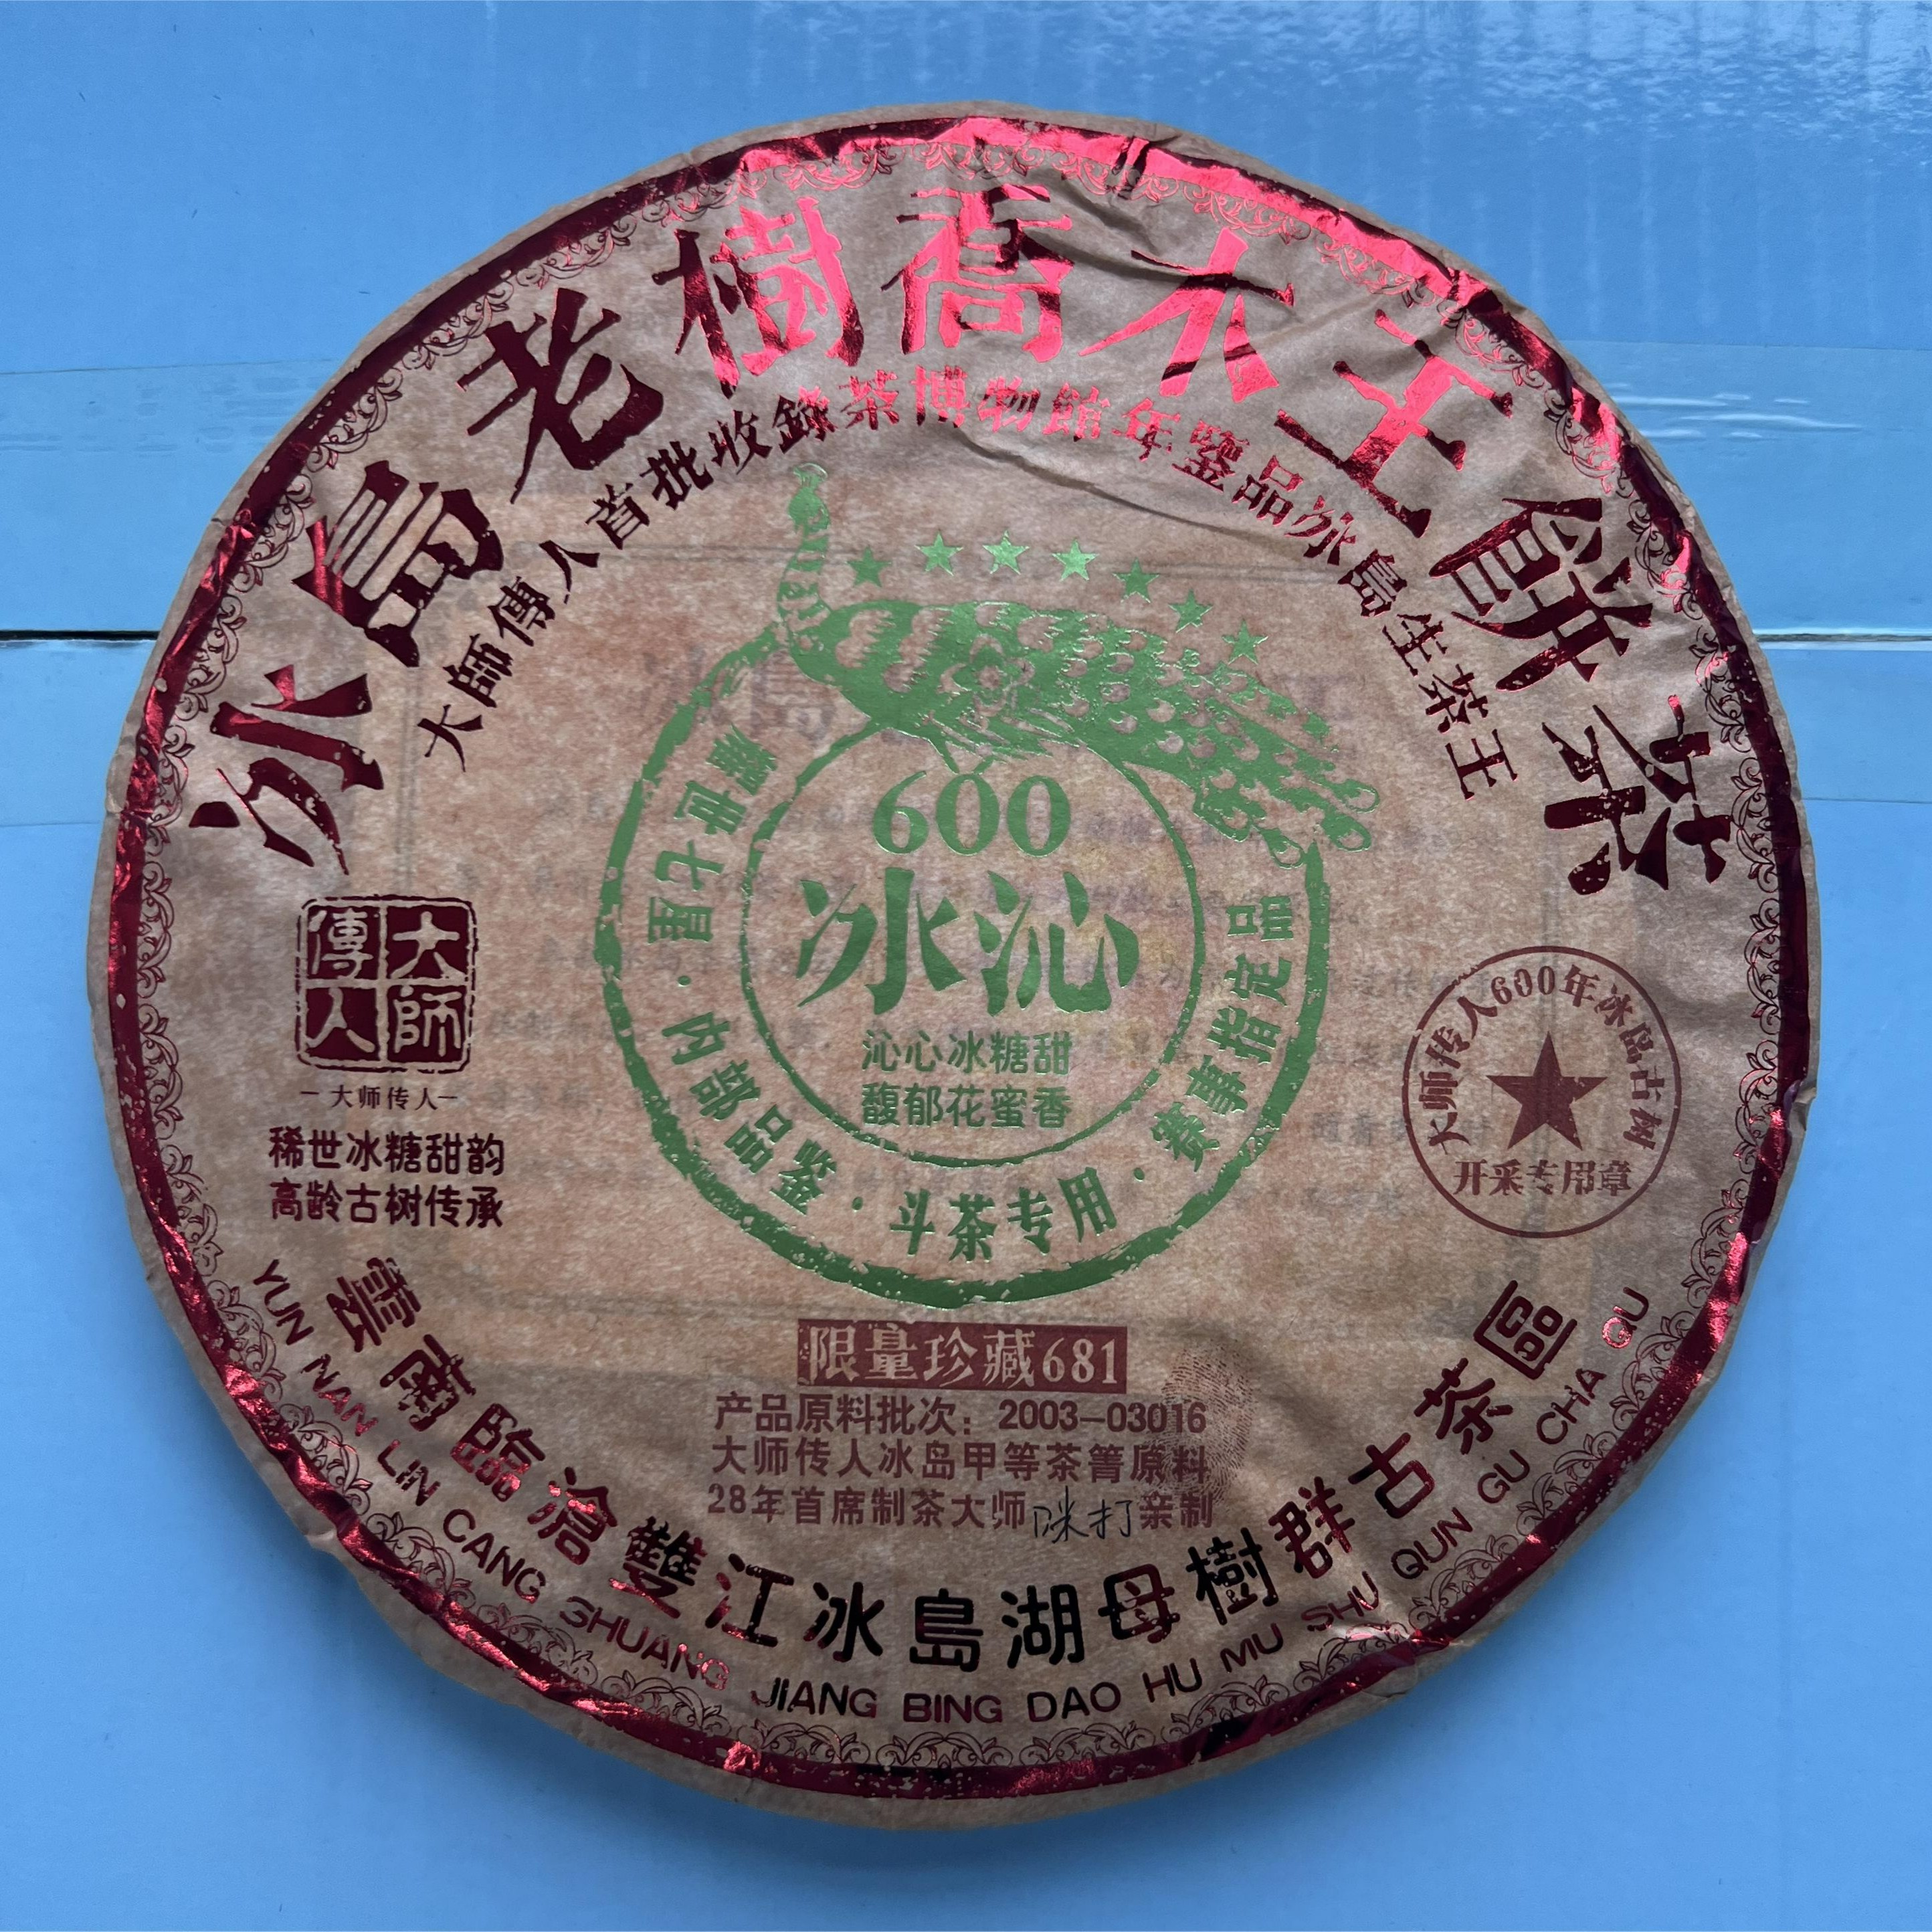 冰島老樹喬木王餅茶
大師傳人首批收錄茶博物館年鑒品冰島生茶王
耀世七星·内部品鉴·斗茶专用·赛事指定品
600
冰沁
沁心冰糖甜
馥郁花蜜香
大師
傳人
大师传人
稀世冰糖甜韵
高龄古树传承
大师传人600年冰岛古树
开采专用章
限量珍藏681
产品原料批次：2003-03016
大师传人冰岛甲等茶箐原料
28年首席制茶大师咪打亲制
雲南臨滄雙江冰島湖母樹群古茶區
YUN NAN LIN CANG SHUANG JIANG BING DAO HU MU SHU QUN GU CHA QU